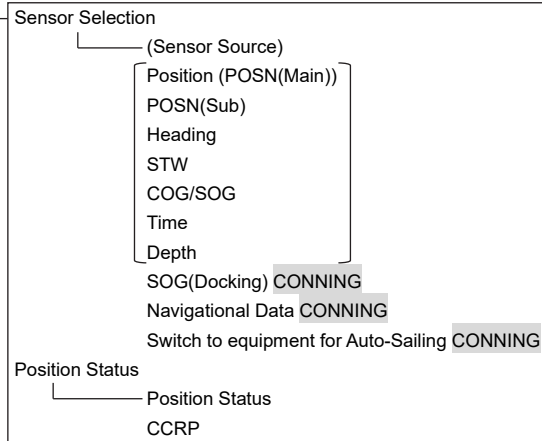 Sensor Selection
(Sensor Source)
Position (POSN(Main))
POSN(Sub)
Heading
STW
COG/SOG
Time
Depth
SOG(Docking) CONNING
Navigational Data CONNING
Switch to equipment for Auto-Sailing CONNING
Position Status
Position Status
CCRP